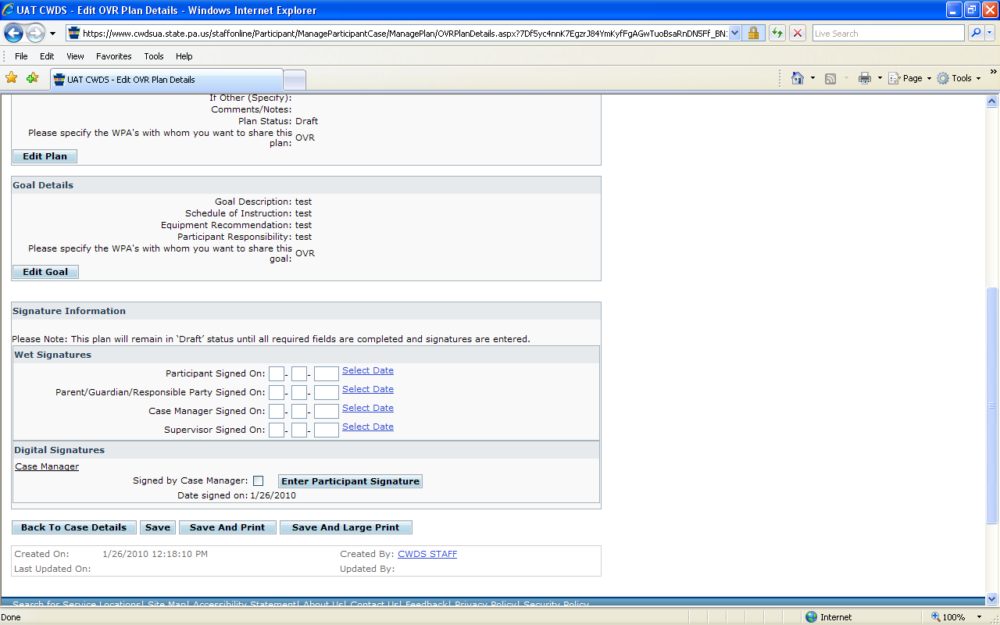 UAT CWDS - Edit OVR Plan Details - Windows Internet Explorer
https://www.cwdsua.state.pa.us/staffonline/Participant/ManageParticipantCase/ManagePlan/OVRPlanDetails.aspx?7Df5yc4nnK7EgzrJ84YmKyfFgAGwTuoBsaRnDN5Ff_BN: Live Search
File Edit View Favorites Tools Help
UAT CWDS - Edit OVR Plan Details Page Tools »
If Other (Specify):
Comments/Notes:
Plan Status: Draft
Please specify the WPA's with whom you want to share this
plan: OVR
Edit Plan
Goal Details
Goal Description: test
Schedule of Instruction: test
Equipment Recommendation: test
Participant Responsibility: test
Please specify the WPA's with whom you want to share this
goal: OVR
Edit Goal
Signature Information
Please Note: This plan will remain in ‘Draft’ status until all required fields are completed and signatures are entered.
Wet Signatures
Participant Signed On: - - Select Date
Parent/Guardian/Responsible Party Signed On: - - Select Date
Case Manager Signed On: - - Select Date
Supervisor Signed On: - - Select Date
Digital Signatures
Case Manager
Signed by Case Manager: Enter Participant Signature
Date signed on: 1/26/2010
Back To Case Details Save Save And Print Save And Large Print
Created On: 1/26/2010 12:18:10 PM Created By: CWDS STAFF
Last Updated On: Updated By:
Search for Service Locations| Site Map| Accessibility Statement| About Us| Contact Us| Feedback| Privacy Policy| Security Policy
Done Internet 100%